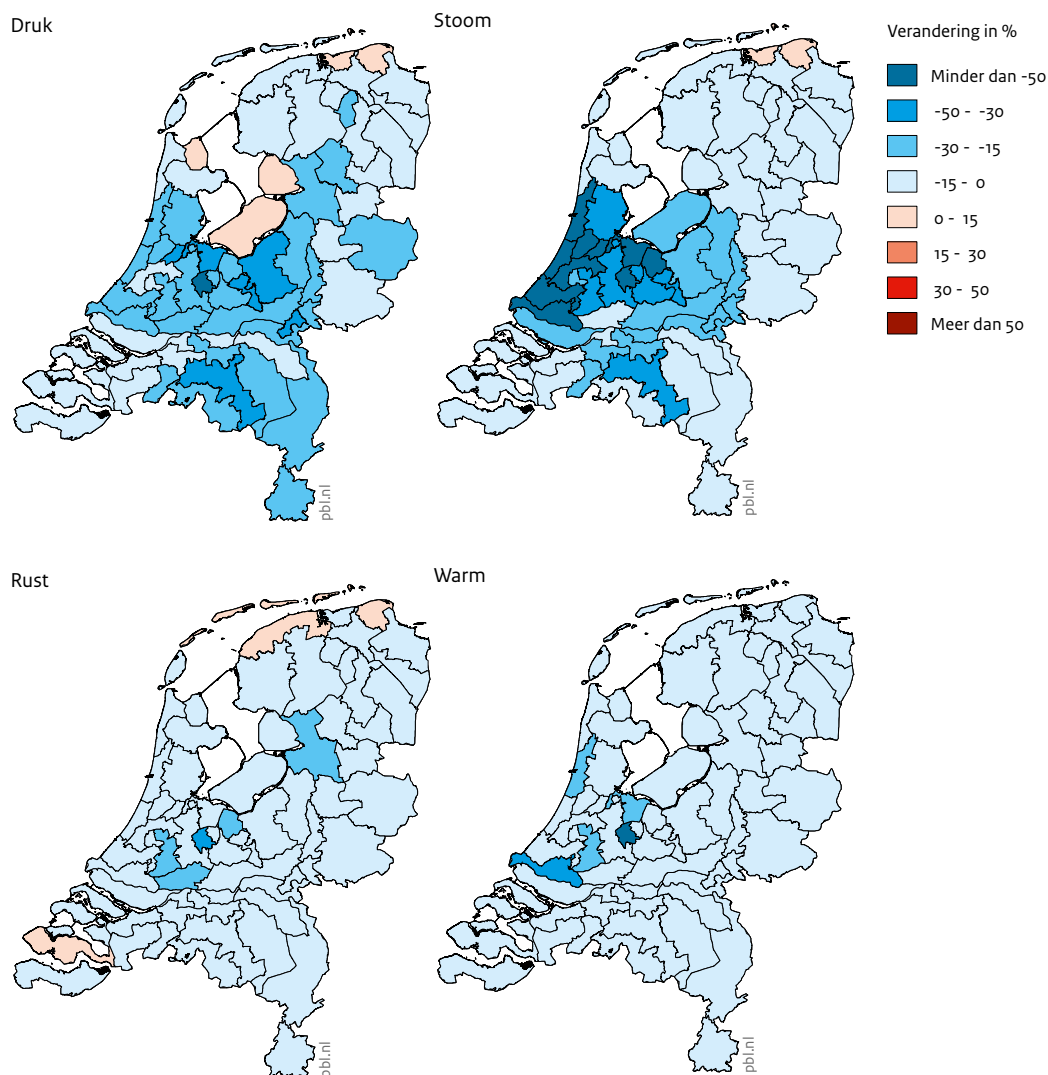 Druk
Stoom
Verandering in %
Minder dan -50
-50 - -30
-30 - -15
-15 - 0
0 - 15
15 - 30
30 - 50
Meer dan 50
pbl.nl
pbl.nl
Rust
Warm
pbl.nl
pbl.nl